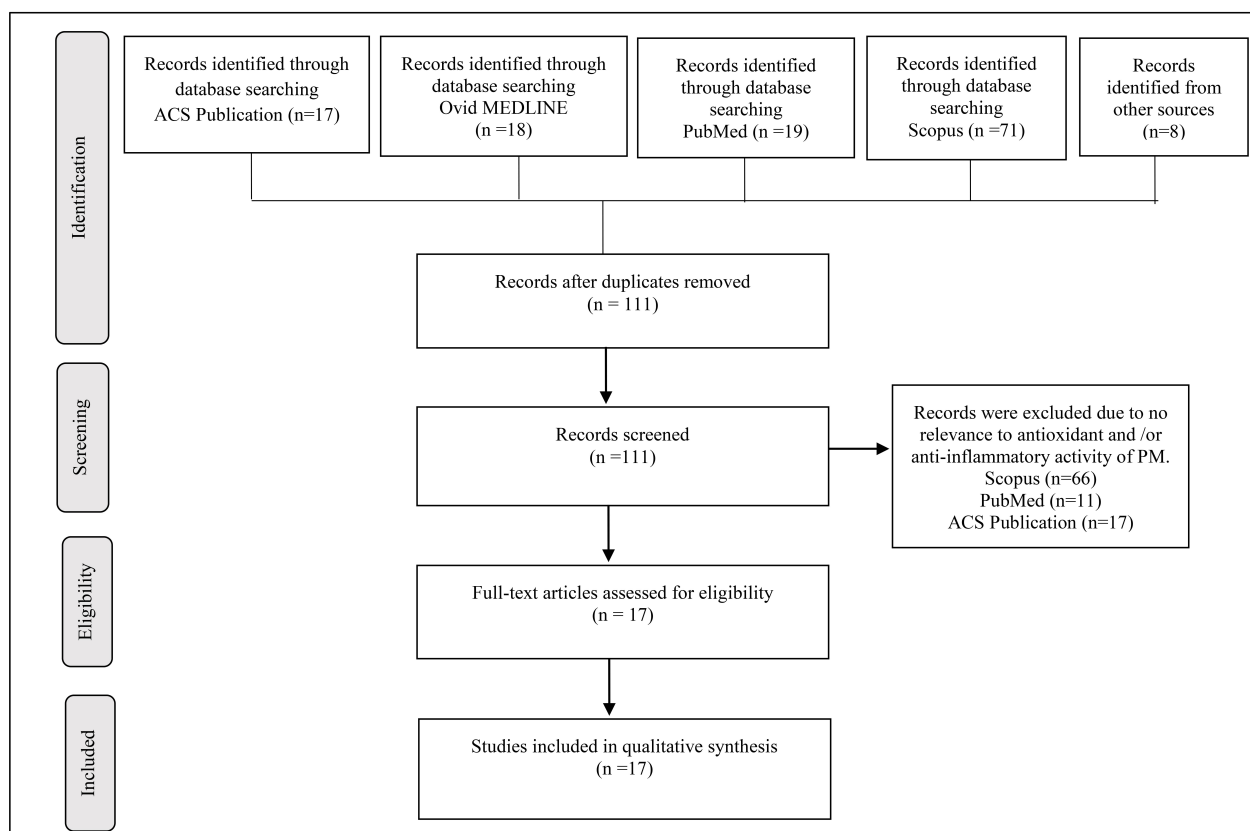 Identification
Records identified through
database searching
ACS Publication (n=17)
Records identified through
database searching
Ovid MEDLINE
(n =18)
Records identified
through database
searching
PubMed (n =19)
Records identified
through database
searching
Scopus (n =71)
Records
identified from
other sources
(n=8)
Records after duplicates removed
(n = 111)
Screening
Records screened
(n =111)
Records were excluded due to no
relevance to antioxidant and /or
anti-inflammatory activity of PM.
Scopus (n=66)
PubMed (n=11)
ACS Publication (n=17)
Eligibility
Full-text articles assessed for eligibility
(n = 17)
Included
Studies included in qualitative synthesis
(n =17)